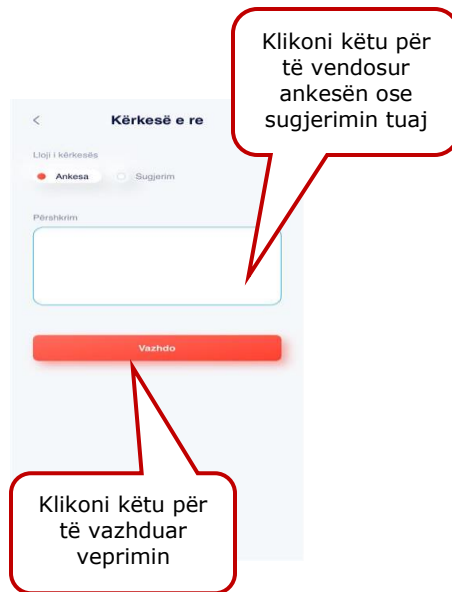 Klikoni këtu për
të vendosur
ankesën ose
sugjerimin tuaj
Kërkesë e re
Lloji i kërkesës
Ankesa
Sugjerim
Përshkrim
Vazhdo
Klikoni këtu për
të vazhduar
veprimin